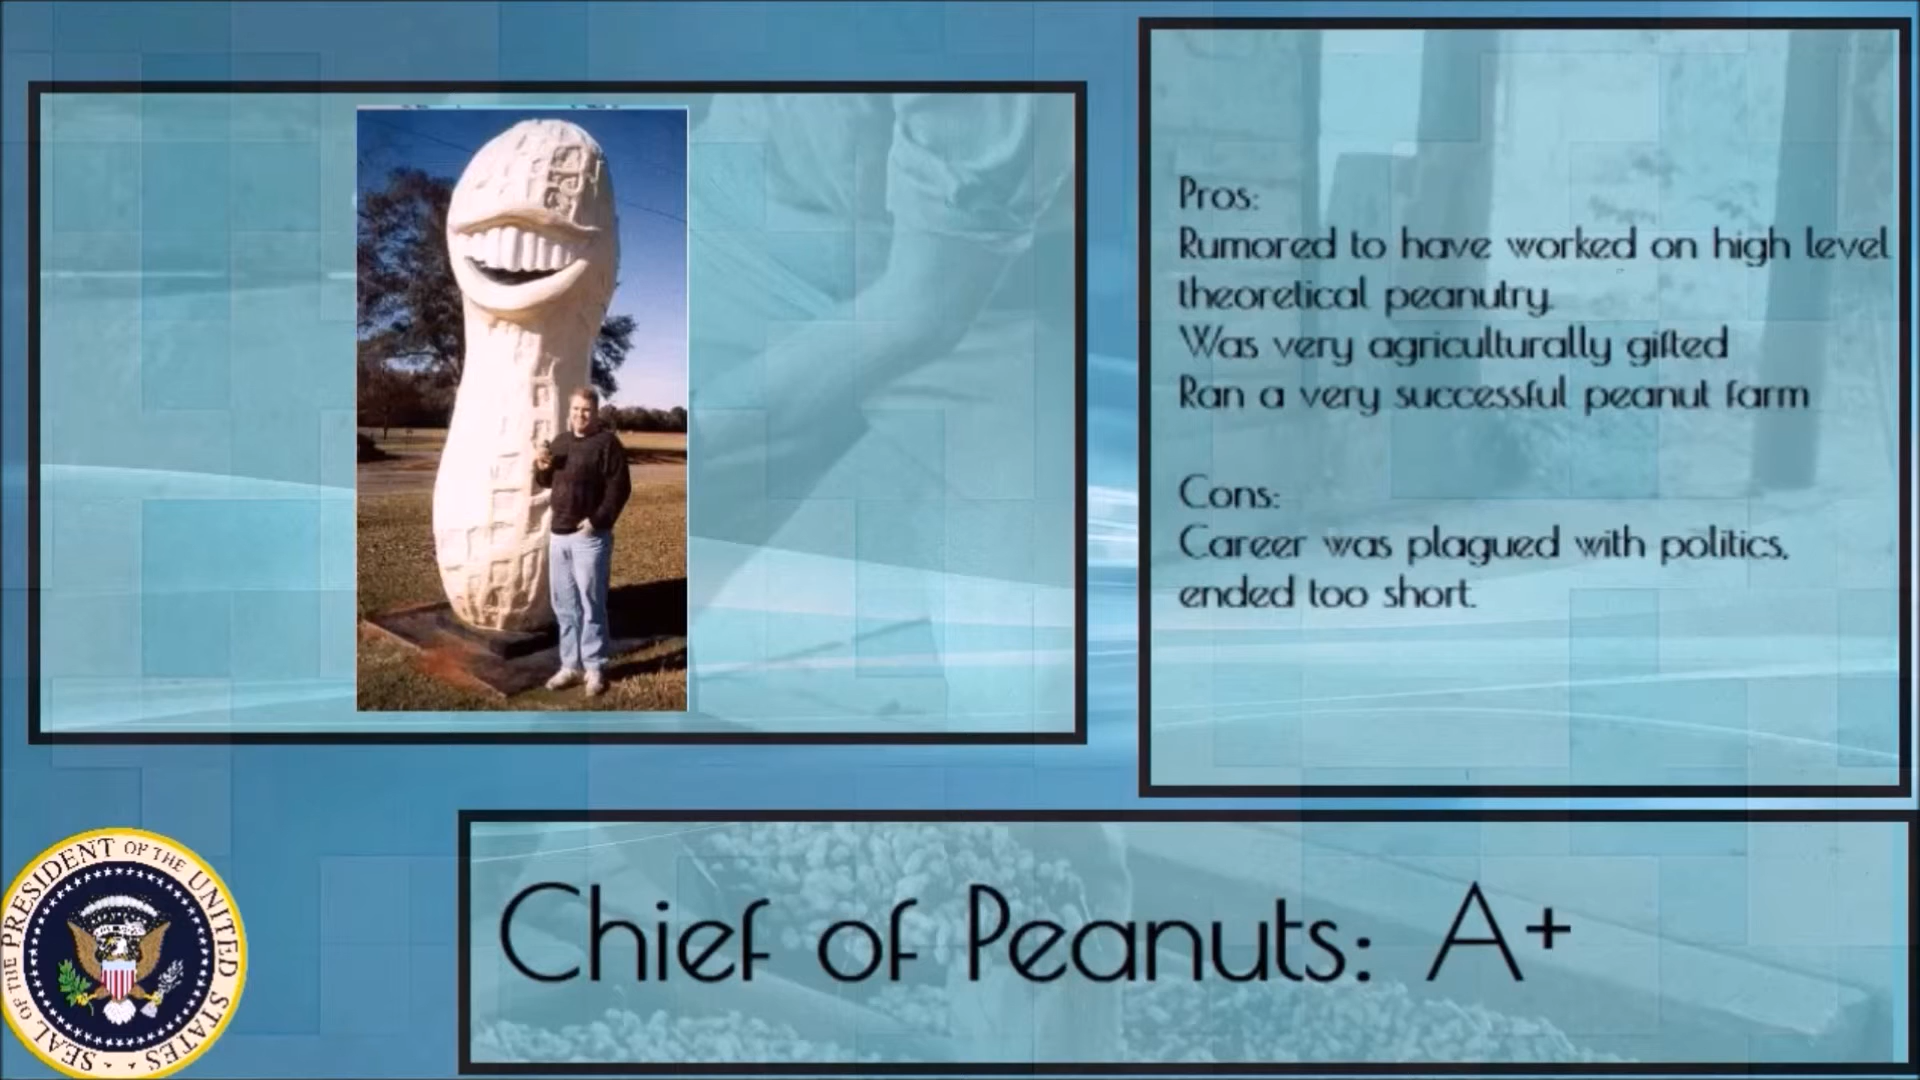 Pros:
Rumored to have worked on high level
theoretical peanutry.
Was very agriculturally gifted
Ran a very successful peanut farm
Cons:
Career was plagued with politics,
ended too short.
Chief of Peanuts: A+
SEAL OF THE PRESIDENT OF THE UNITED STATES